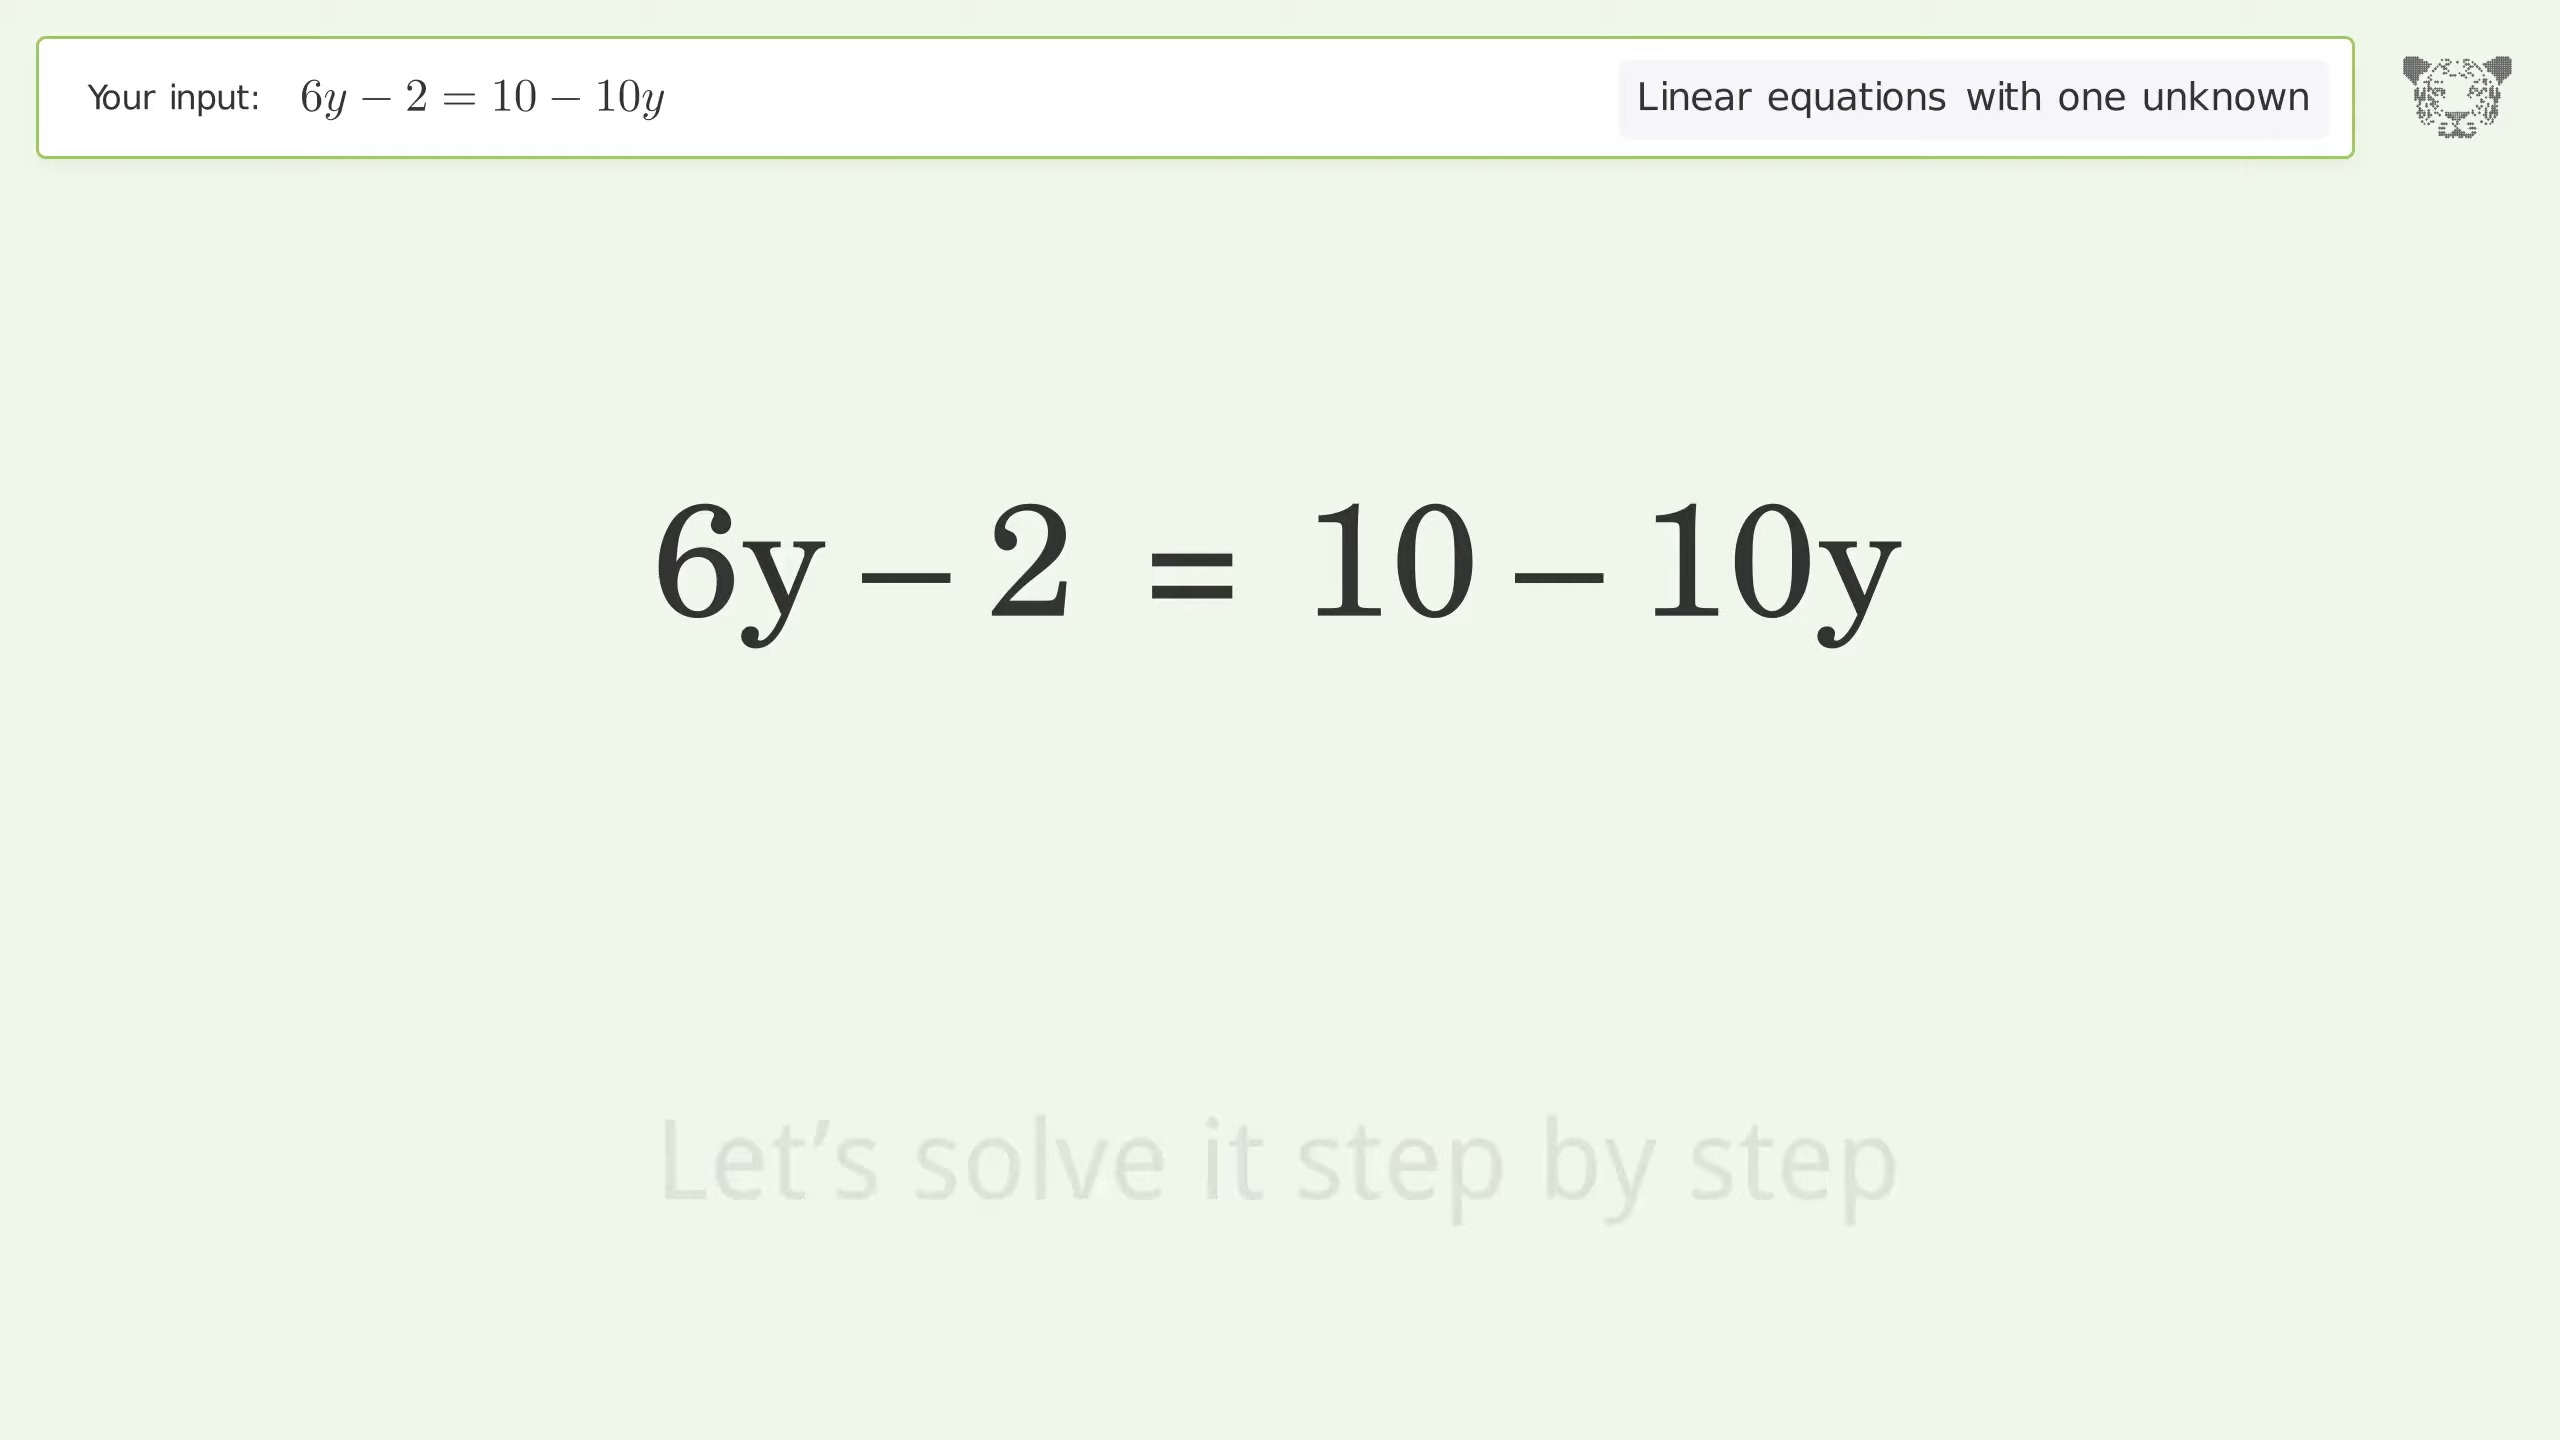 Your input: 6y − 2 = 10 − 10y
Linear equations with one unknown
6y − 2 = 10 − 10y
Let’s solve it step by step